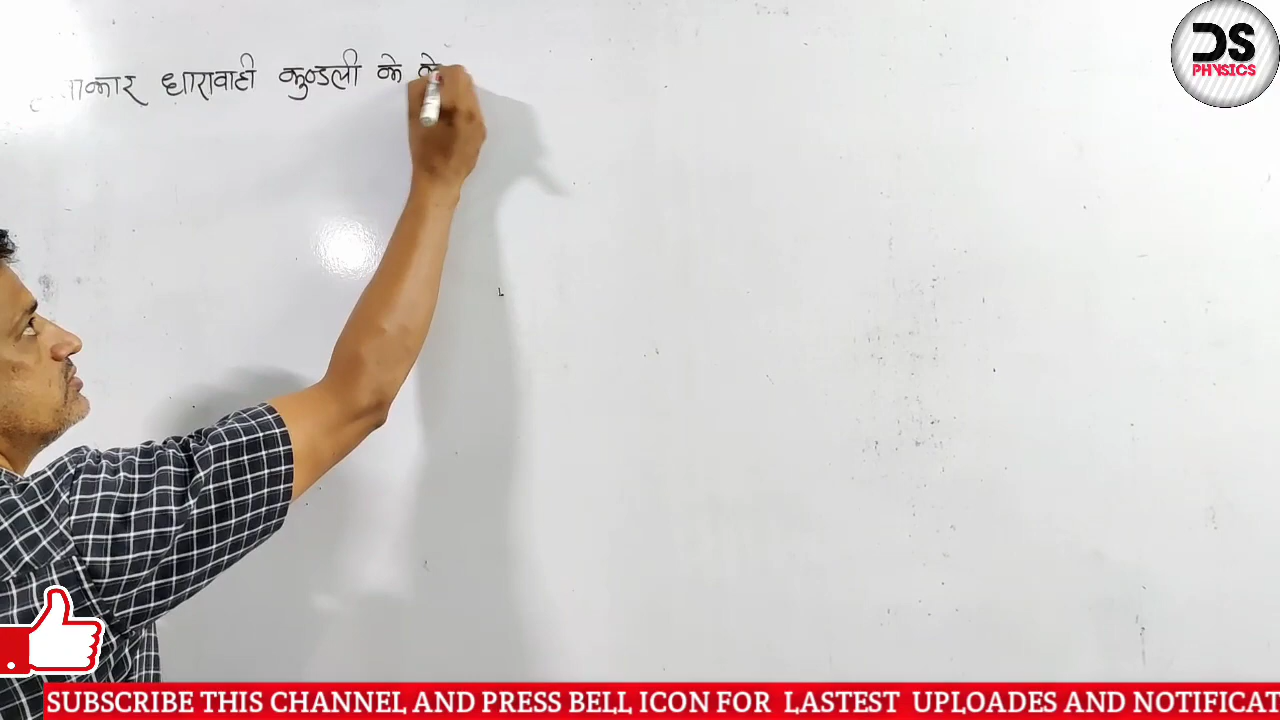 धारावाही कुण्डली के
DS
PHYSICS
SUBSCRIBE THIS CHANNEL AND PRESS BELL ICON FOR LASTEST UPLOADES AND NOTIFICAT